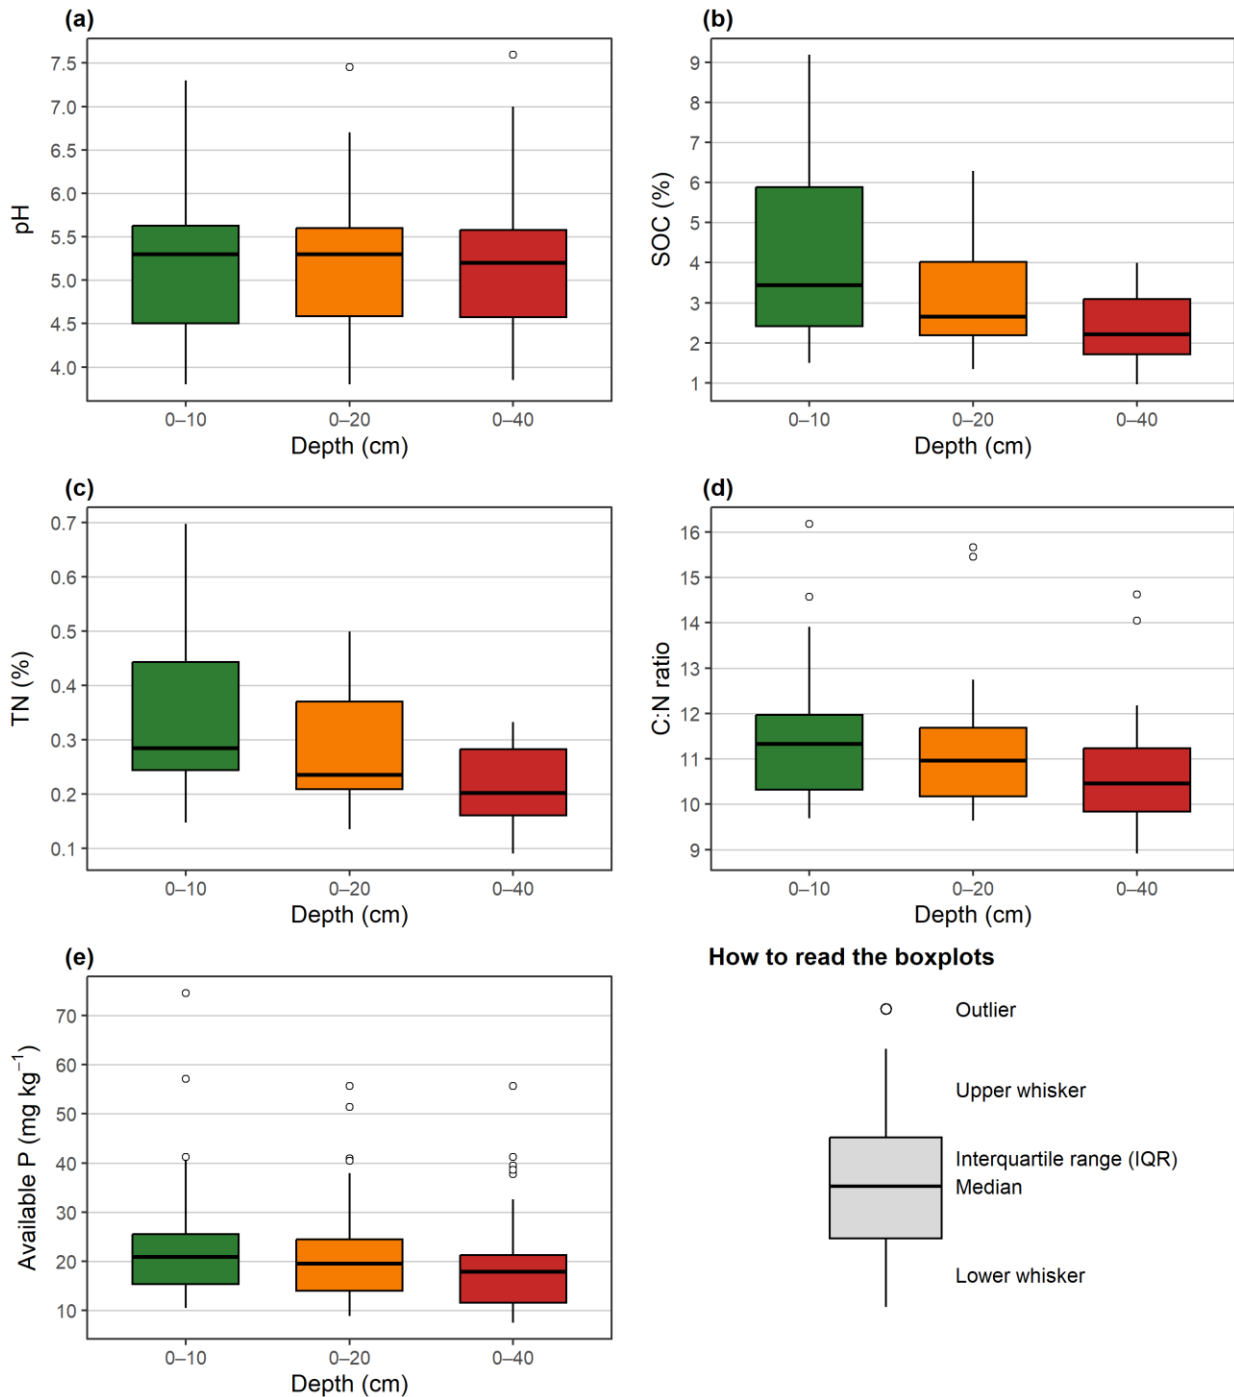 (a)
7.5
7.0
6.5
6.0
5.5
5.0
4.5
4.0
pH
0–10 0–20 0–40
Depth (cm)
(b)
9
8
7
6
5
4
3
2
1
SOC (%)
0–10 0–20 0–40
Depth (cm)
(c)
0.7
0.6
0.5
0.4
0.3
0.2
0.1
TN (%)
0–10 0–20 0–40
Depth (cm)
(d)
16
15
14
13
12
11
10
9
C:N ratio
0–10 0–20 0–40
Depth (cm)
(e)
70
60
50
40
30
20
10
Available P (mg kg⁻¹)
0–10 0–20 0–40
Depth (cm)
How to read the boxplots
Outlier
Upper whisker
Interquartile range (IQR)
Median
Lower whisker